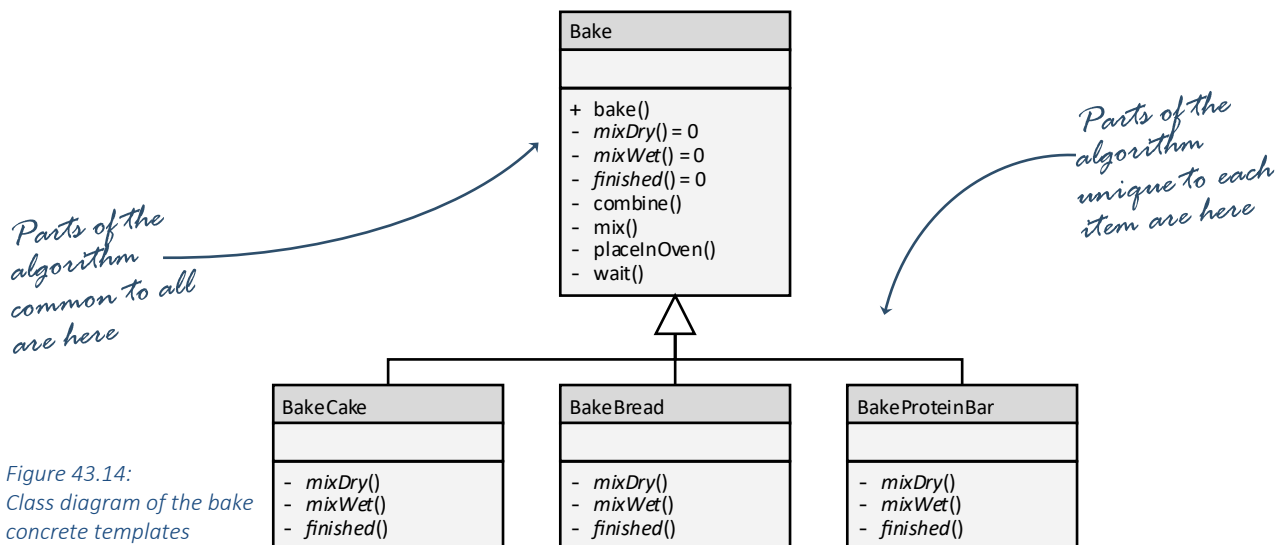 Bake
+ bake()
- mixDry() = 0
- mixWet() = 0
- finished() = 0
- combine()
- mix()
- placeInOven()
- wait()
Parts of the
algorithm
common to all
are here
Parts of the
algorithm
unique to each
item are here
BakeCake
- mixDry()
- mixWet()
- finished()
BakeBread
- mixDry()
- mixWet()
- finished()
BakeProteinBar
- mixDry()
- mixWet()
- finished()
Figure 43.14:
Class diagram of the bake
concrete templates